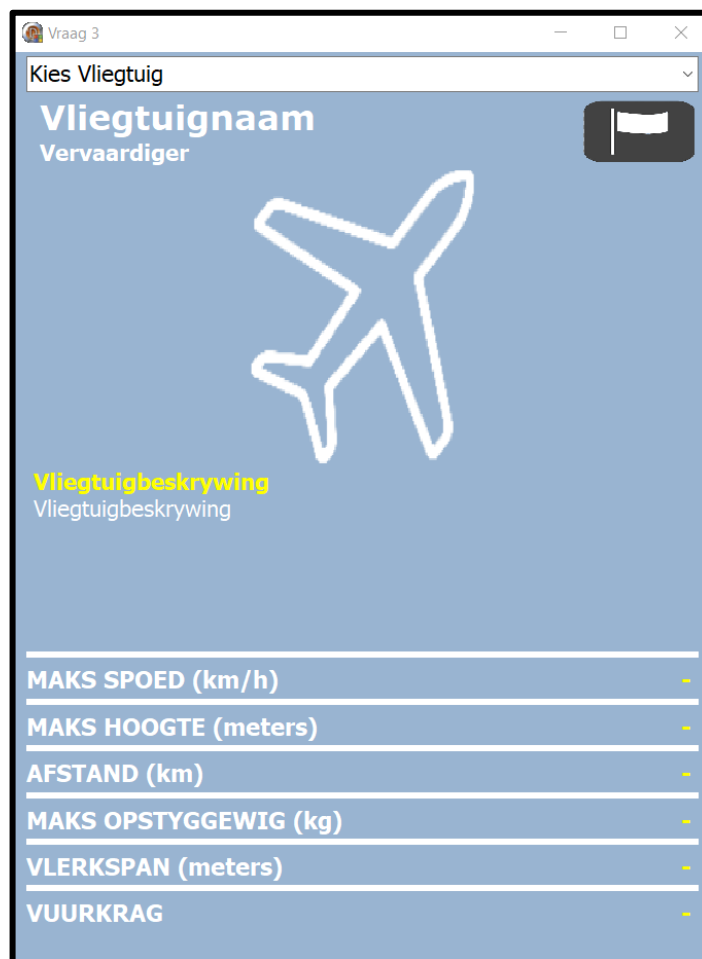 Vraag 3
Kies Vliegtuig
Vliegtuignaam
Vervaardiger
Vliegtuigbeskrywing
Vliegtuigbeskrywing
MAKS SPOED (km/h) -
MAKS HOOGTE (meters) -
AFSTAND (km) -
MAKS OPSTYGGEWIG (kg) -
VLERKSPAN (meters) -
VUURKRAG -